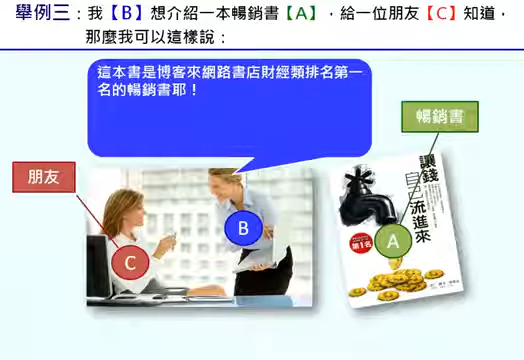 舉例三：我【B】想介紹一本暢銷書【A】，給一位朋友【C】知道，
那麼我可以這樣說：
這本書是博客來網路書店財經類排名第一
名的暢銷書耶！
暢銷書
朋友
讓錢
自己
流進來
第1名
B
C
A